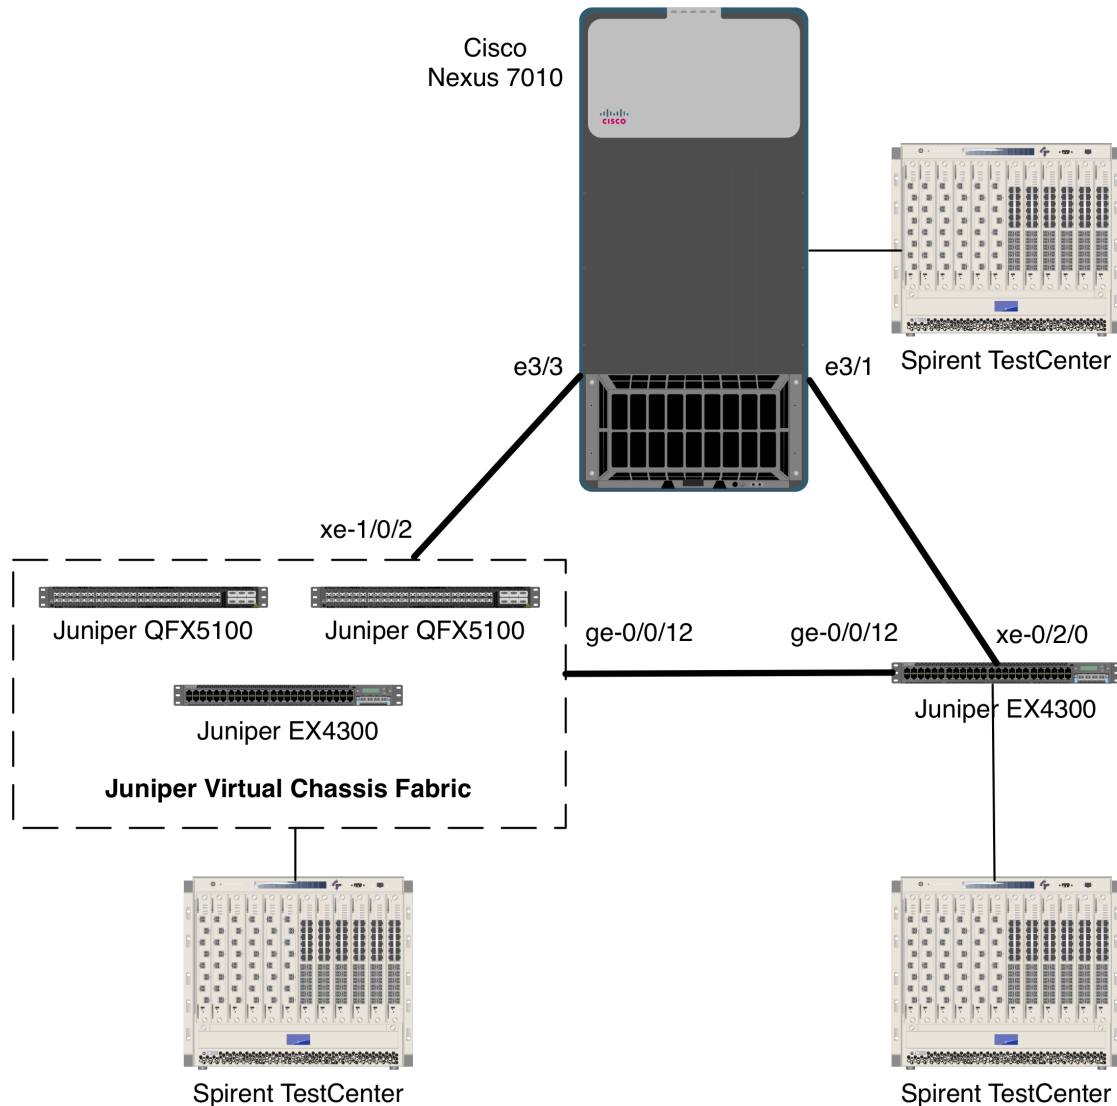 Cisco
Nexus 7010
CISCO
Spirent TestCenter
e3/3
e3/1
xe-1/0/2
Juniper QFX5100
Juniper QFX5100
ge-0/0/12
ge-0/0/12
xe-0/2/0
Juniper EX4300
Juniper EX4300
Juniper Virtual Chassis Fabric
Spirent TestCenter
Spirent TestCenter